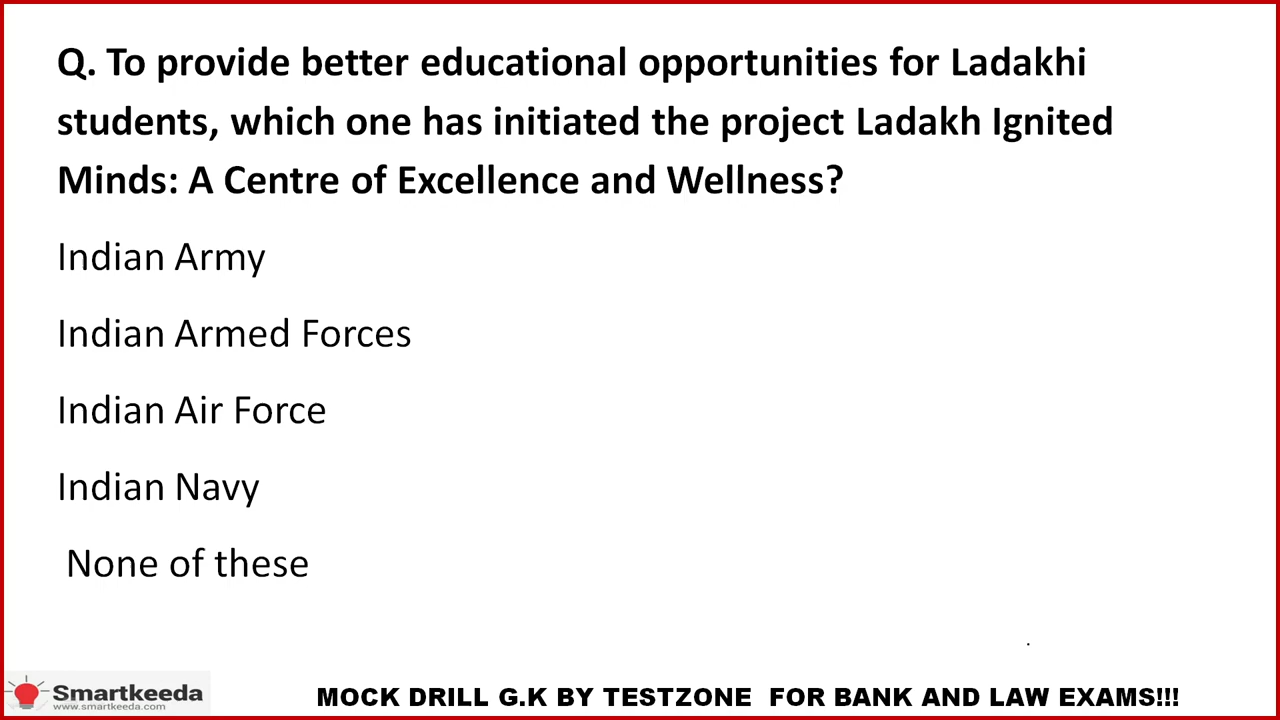 Q. To provide better educational opportunities for Ladakhi
students, which one has initiated the project Ladakh Ignited
Minds: A Centre of Excellence and Wellness?
Indian Army
Indian Armed Forces
Indian Air Force
Indian Navy
None of these
Smartkeeda
www.smartkeeda.com
MOCK DRILL G.K BY TESTZONE FOR BANK AND LAW EXAMS!!!